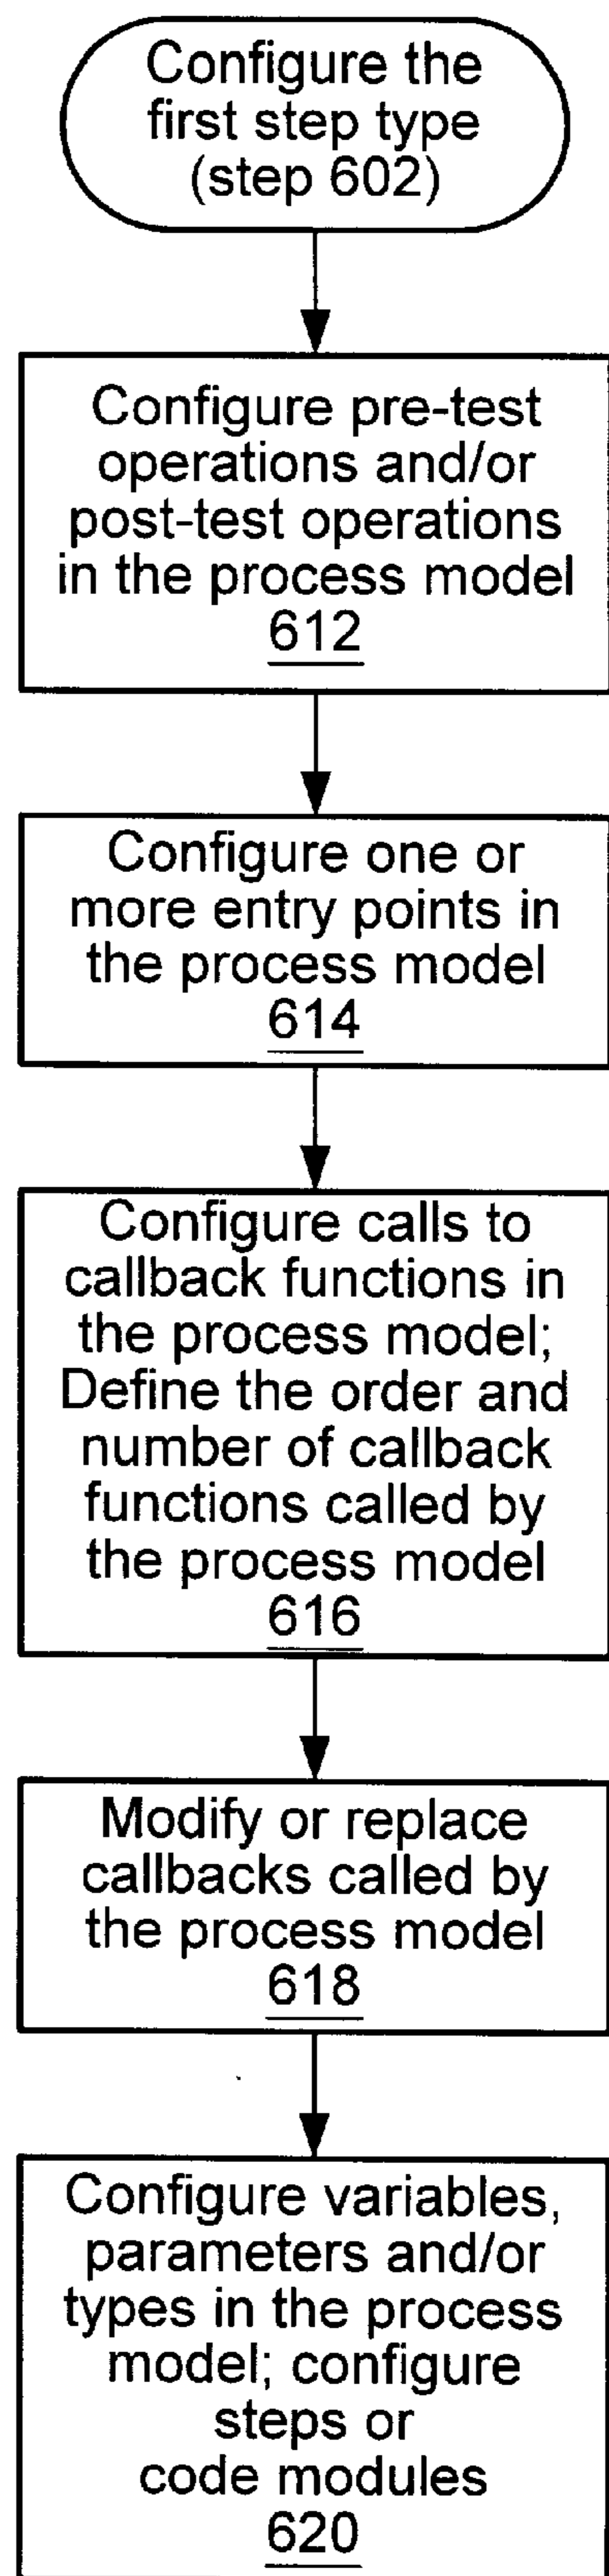 Configure the
first step type
(step 602)
Configure pre-test
operations and/or
post-test operations
in the process model
612
Configure one or
more entry points in
the process model
614
Configure calls to
callback functions in
the process model;
Define the order and
number of callback
functions called by
the process model
616
Modify or replace
callbacks called by
the process model
618
Configure variables,
parameters and/or
types in the process
model; configure
steps or
code modules
620